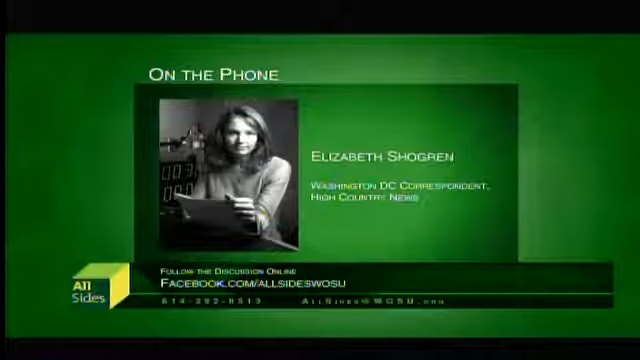 On the Phone
Elizabeth Shogren
Washington DC Correspondent,
High Country News
All
Sides
Follow the Discussion Online
Facebook.com/allsideswosu
614-292-8513 AllSides@WOSU.org